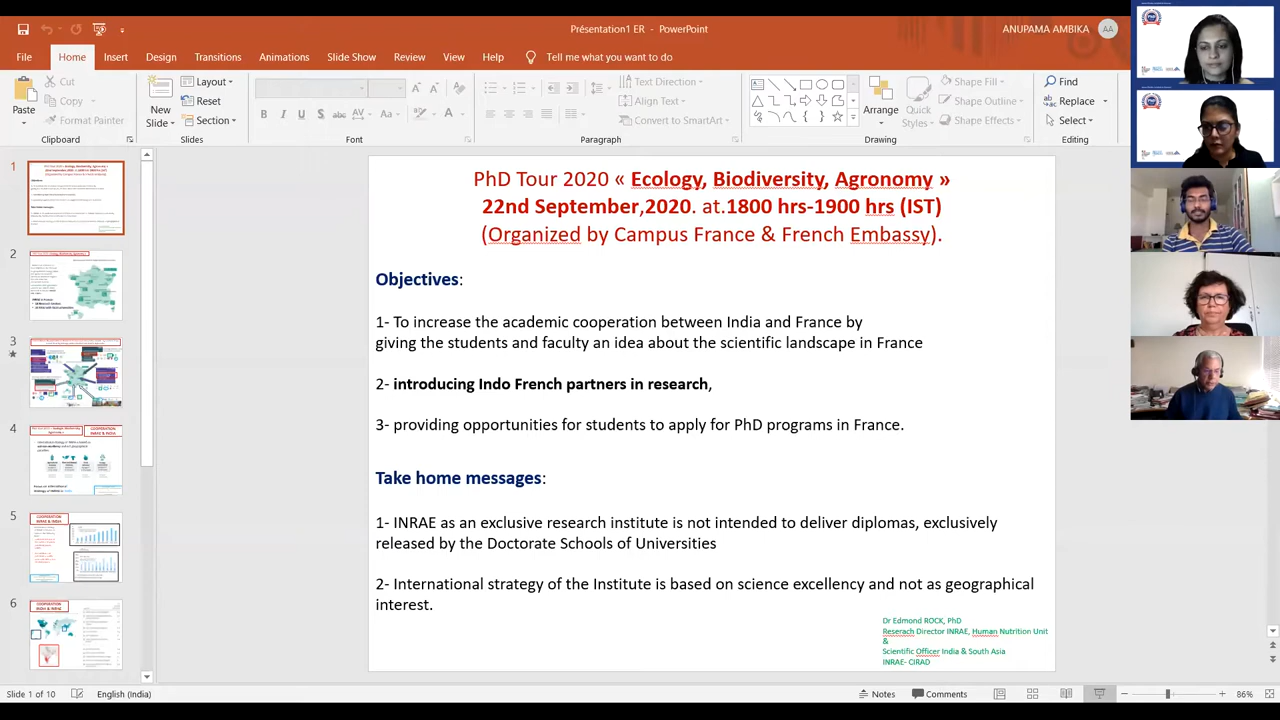 Présentation1 ER - PowerPoint
ANUPAMA AMBIKA
AA
File
Home
Insert
Design
Transitions
Animations
Slide Show
Review
View
Help
Tell me what you want to do
Paste
Cut
Copy
Format Painter
Clipboard
New
Slide
Layout
Reset
Section
Slides
Font
Text Direction
Align Text
Convert to SmartArt
Paragraph
Arrange
Quick
Styles
Shape Fill
Shape Outline
Shape Effects
Drawing
Find
Replace
Select
Editing
1
2
4
5
6
PhD Tour 2020 « Ecology, Biodiversity, Agronomy »
22nd September,2020. at.1800 hrs-1900 hrs (IST)
(Organized by Campus France & French Embassy).
Objectives:
1- To increase the academic cooperation between India and France by
giving the students and faculty an idea about the scientific landscape in France
2- introducing Indo French partners in research,
3- providing opportunities for students to apply for PhD programs in France.
Take home messages:
1- INRAE as an exclusive research institute is not intended to deliver diplomas, exclusively
released by the Doctorate Schools of Universities
2- International strategy of the Institute is based on science excellency and not as geographical
interest.
Dr Edmond ROCK, PhD
Reserach Director INRAE, Human Nutrition Unit
&
Scientific Officer India & South Asia
INRAE- CIRAD
Slide 1 of 10
English (India)
Notes
Comments
86%